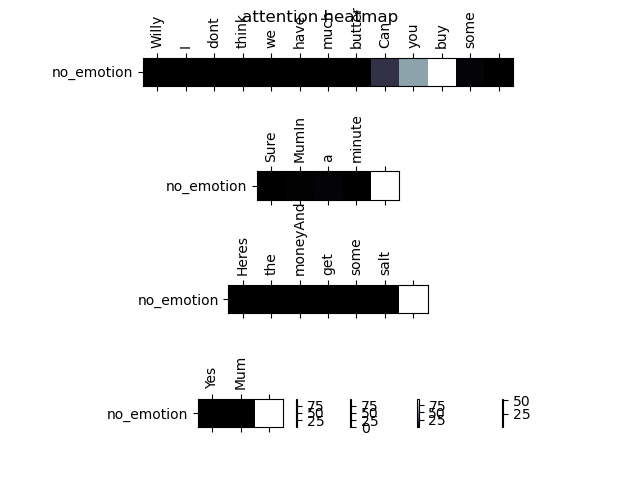 attention heatmap
Willy I dont think we have much butter Can you buy some
no_emotion
Sure MumIn a minute
no_emotion
Heres the moneyAnd get some salt
no_emotion
Yes Mum
no_emotion
75 75 75 50
50 50 50 25
25 25 25
0